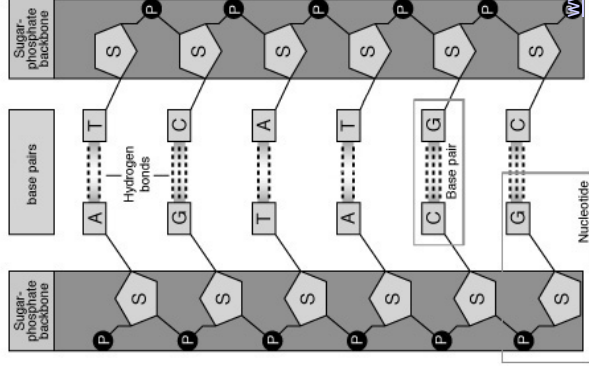 P P P P P P
Sugar-
phosphate
backbone
S S S S S S
G C A T G A
base pairs
Hydrogen
bonds
Base pair
Nucleotide
C G T A C T
Sugar-
phosphate
backbone
S S S S S S
P P P P P